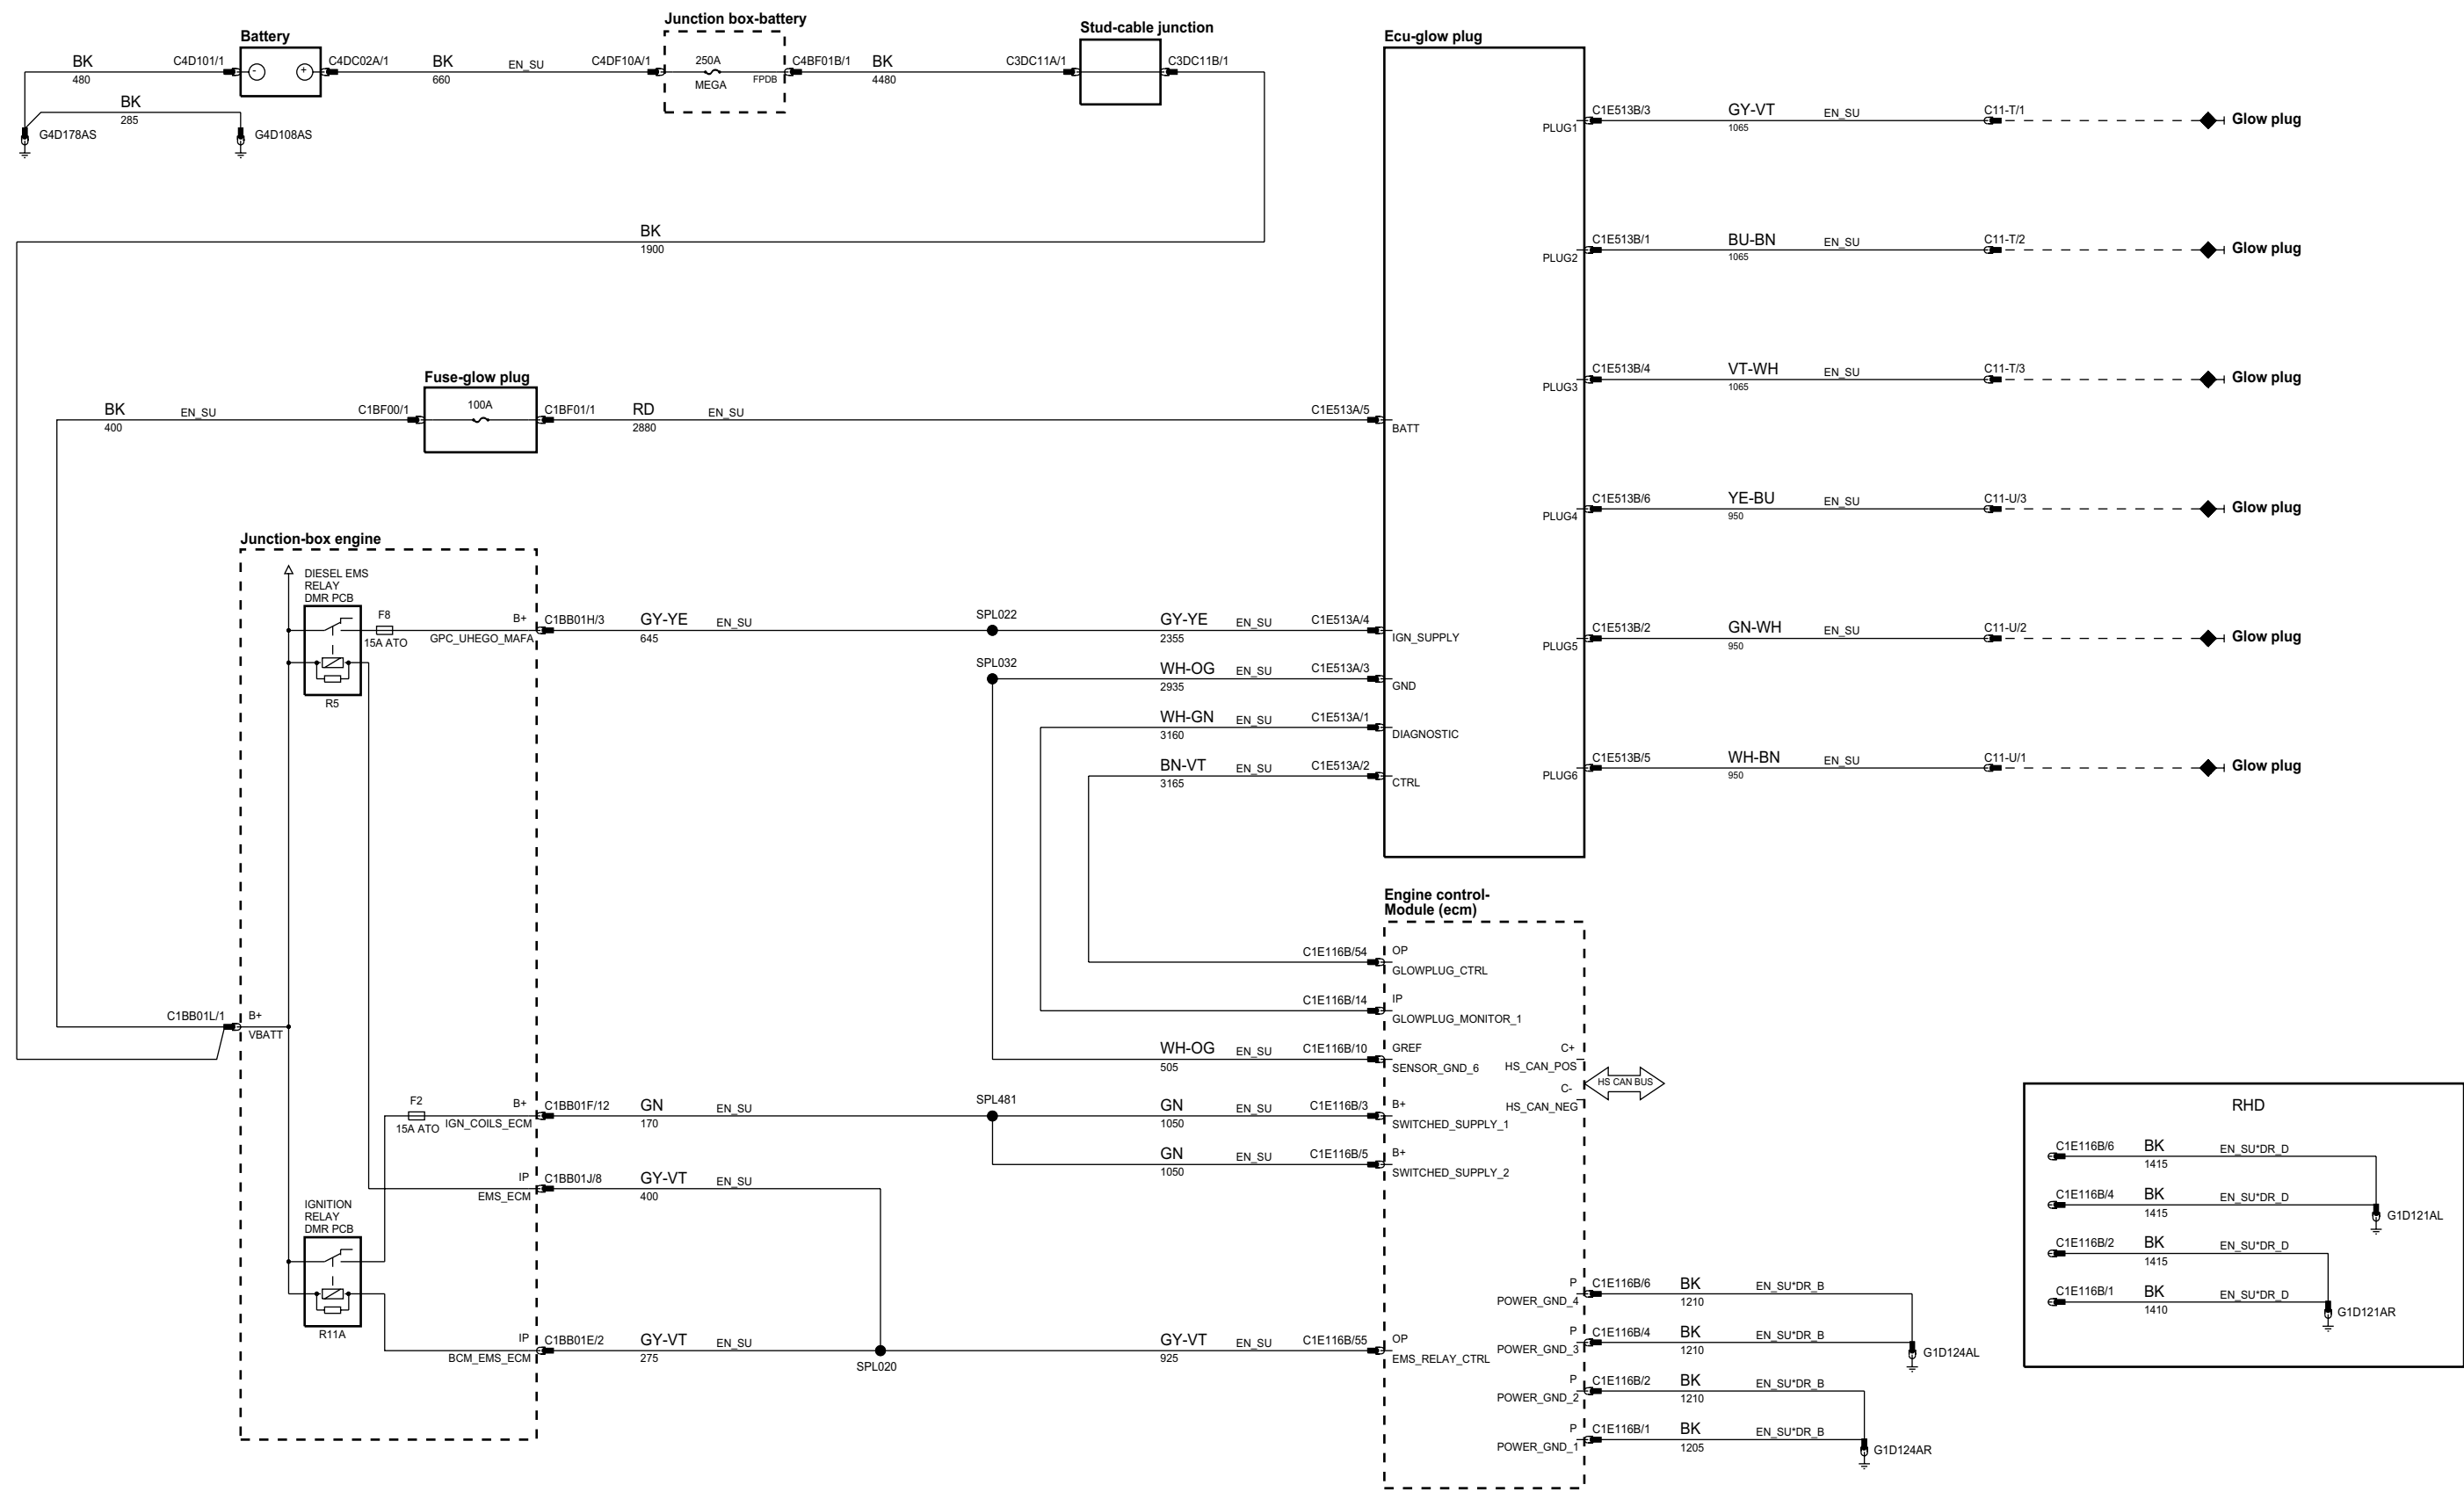 Junction box-battery
Battery
Stud-cable junction
Ecu-glow plug
BK
480
C4D101/1
-
+
C4DC02A/1
BK
660
EN_SU
C4DF10A/1
250A
MEGA
FPDB
C4BF01B/1
BK
4480
C3DC11A/1
C3DC11B/1
BK
285
G4D178AS
G4D108AS
BK
1900
PLUG1
C1E513B/3
GY-VT
1065
EN_SU
C11-T/1
Glow plug
PLUG2
C1E513B/1
BU-BN
1065
EN_SU
C11-T/2
Glow plug
PLUG3
C1E513B/4
VT-WH
1065
EN_SU
C11-T/3
Glow plug
PLUG4
C1E513B/6
YE-BU
950
EN_SU
C11-U/3
Glow plug
PLUG5
C1E513B/2
GN-WH
950
EN_SU
C11-U/2
Glow plug
PLUG6
C1E513B/5
WH-BN
950
EN_SU
C11-U/1
Glow plug
Fuse-glow plug
BK
400
EN_SU
C1BF00/1
100A
C1BF01/1
RD
2880
EN_SU
C1E513A/5
BATT
Junction-box engine
DIESEL EMS
RELAY
DMR PCB
R5
F8
15A ATO
B+
GPC_UHEGO_MAFA
C1BB01H/3
GY-YE
645
EN_SU
SPL022
GY-YE
2355
EN_SU
C1E513A/4
IGN_SUPPLY
SPL032
WH-OG
2935
EN_SU
C1E513A/3
GND
WH-GN
3160
EN_SU
C1E513A/1
DIAGNOSTIC
BN-VT
3165
EN_SU
C1E513A/2
CTRL
Engine control-
Module (ecm)
C1E116B/54
OP
GLOWPLUG_CTRL
C1E116B/14
IP
GLOWPLUG_MONITOR_1
WH-OG
505
EN_SU
C1E116B/10
GREF
SENSOR_GND_6
C+
HS_CAN_POS
C-
HS_CAN_NEG
HS CAN BUS
C1BB01L/1
B+
VBATT
F2
15A ATO
B+
IGN_COILS_ECM
C1BB01F/12
GN
170
EN_SU
SPL481
GN
1050
EN_SU
C1E116B/3
B+
SWITCHED_SUPPLY_1
GN
1050
EN_SU
C1E116B/5
B+
SWITCHED_SUPPLY_2
IP
EMS_ECM
C1BB01J/8
GY-VT
400
EN_SU
IGNITION
RELAY
DMR PCB
R11A
IP
BCM_EMS_ECM
C1BB01E/2
GY-VT
275
EN_SU
SPL020
GY-VT
925
EN_SU
C1E116B/55
OP
EMS_RELAY_CTRL
P
POWER_GND_4
C1E116B/6
BK
1210
EN_SU*DR_B
P
POWER_GND_3
C1E116B/4
BK
1210
EN_SU*DR_B
G1D124AL
P
POWER_GND_2
C1E116B/2
BK
1210
EN_SU*DR_B
P
POWER_GND_1
C1E116B/1
BK
1205
EN_SU*DR_B
G1D124AR
RHD
C1E116B/6
BK
1415
EN_SU*DR_D
C1E116B/4
BK
1415
EN_SU*DR_D
G1D121AL
C1E116B/2
BK
1415
EN_SU*DR_D
C1E116B/1
BK
1410
EN_SU*DR_D
G1D121AR